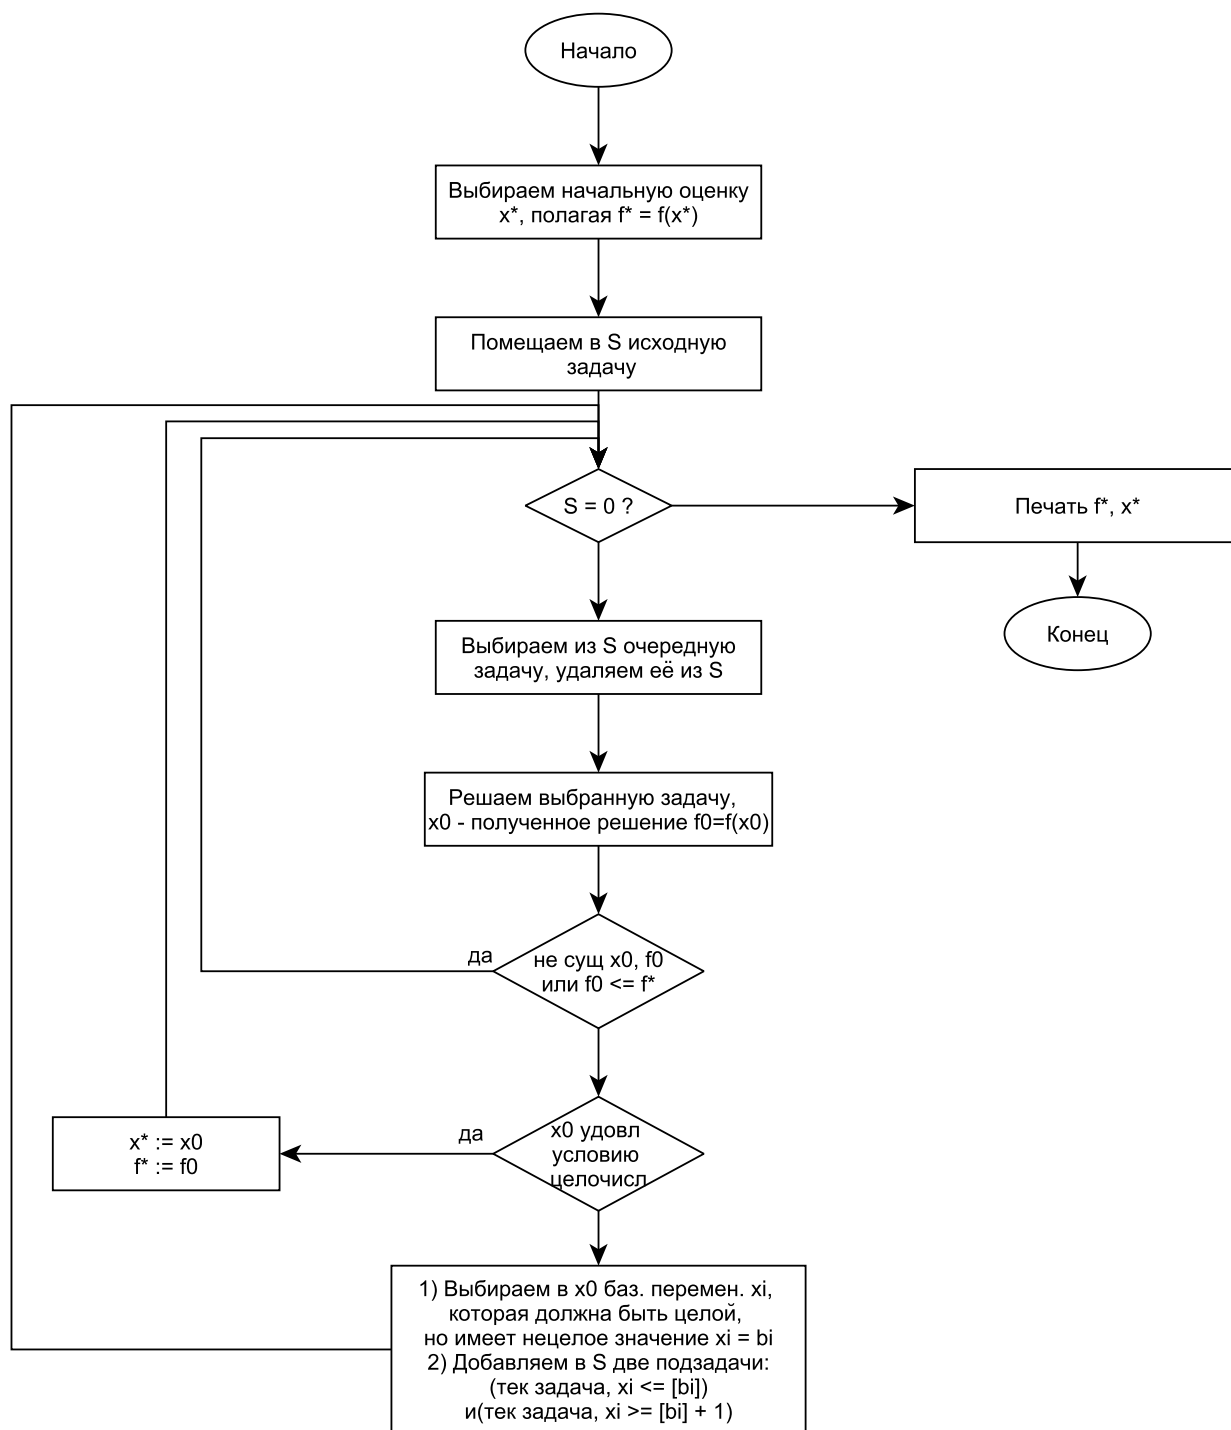 Начало
Выбираем начальную оценку
x*, полагая f* = f(x*)
Помещаем в S исходную
задачу
S = 0 ?
Печать f*, x*
Конец
Выбираем из S очередную
задачу, удаляем её из S
Решаем выбранную задачу,
x0 - полученное решение f0=f(x0)
да
не сущ x0, f0
или f0 <= f*
да
x0 удовл
условию
целочисл
x* := x0
f* := f0
1) Выбираем в x0 баз. перемен. xi,
которая должна быть целой,
но имеет нецелое значение xi = bi
2) Добавляем в S две подзадачи:
(тек задача, xi <= [bi])
и(тек задача, xi >= [bi] + 1)